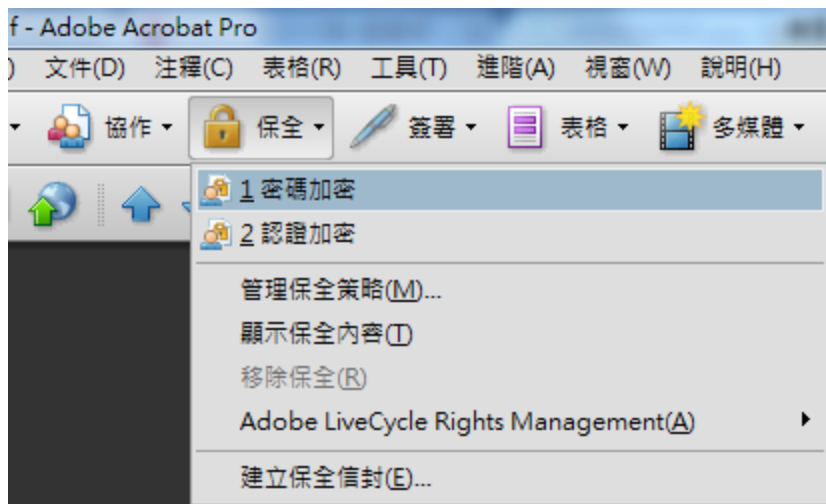 f - Adobe Acrobat Pro
) 文件(D) 注釋(C) 表格(R) 工具(T) 進階(A) 視窗(W) 說明(H)
協作 保全 簽署 表格 多媒體
1 密碼加密
2 認證加密
管理保全策略(M)...
顯示保全內容(T)
移除保全(R)
Adobe LiveCycle Rights Management(A)
建立保全信封(E)...